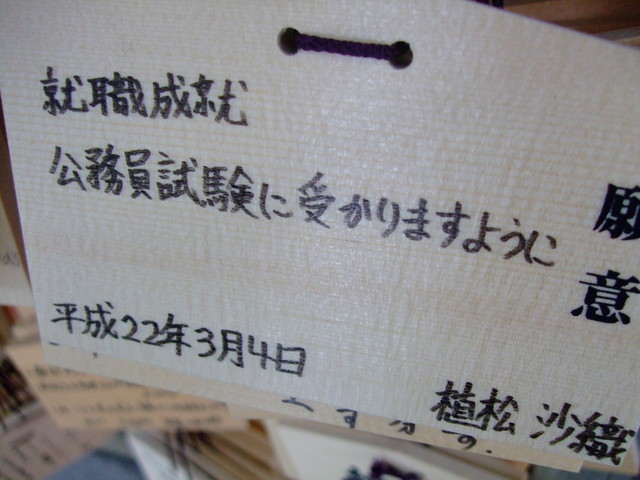 就職成就
公務員試験に受かりますように
願意
平成22年3月4日
植松 沙織